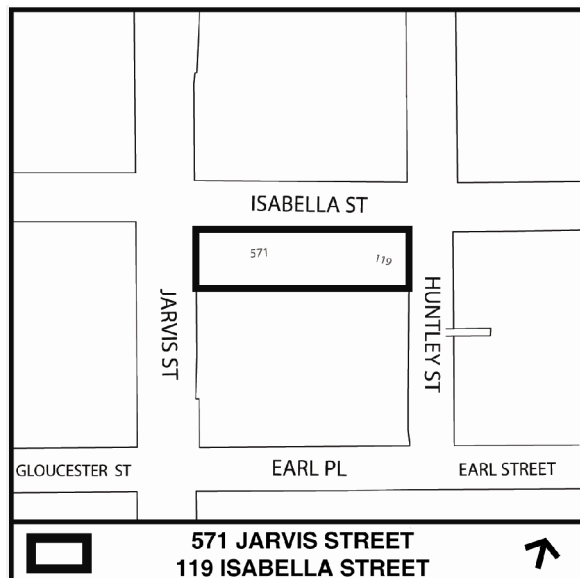 ISABELLA ST
571
119
JARVIS ST
HUNTLEY ST
GLOUCESTER ST
EARL PL
EARL STREET
571 JARVIS STREET
119 ISABELLA STREET